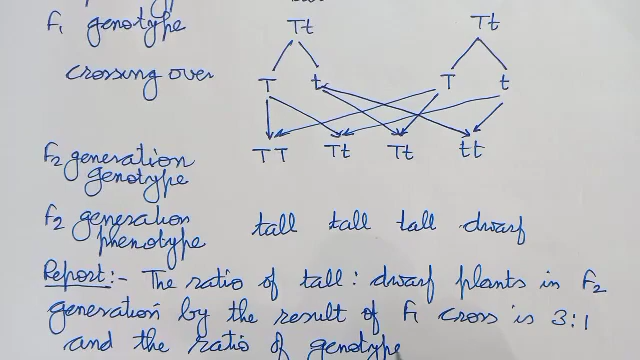 F1 genotype Tt Tt
crossing over T t T t
F2 generation genotype TT Tt Tt tt
F2 generation phenotype tall tall tall dwarf
Report:- The ratio of tall: dwarf plants in F2
generation by the result of F1 cross is 3:1
and the ratio of genotype